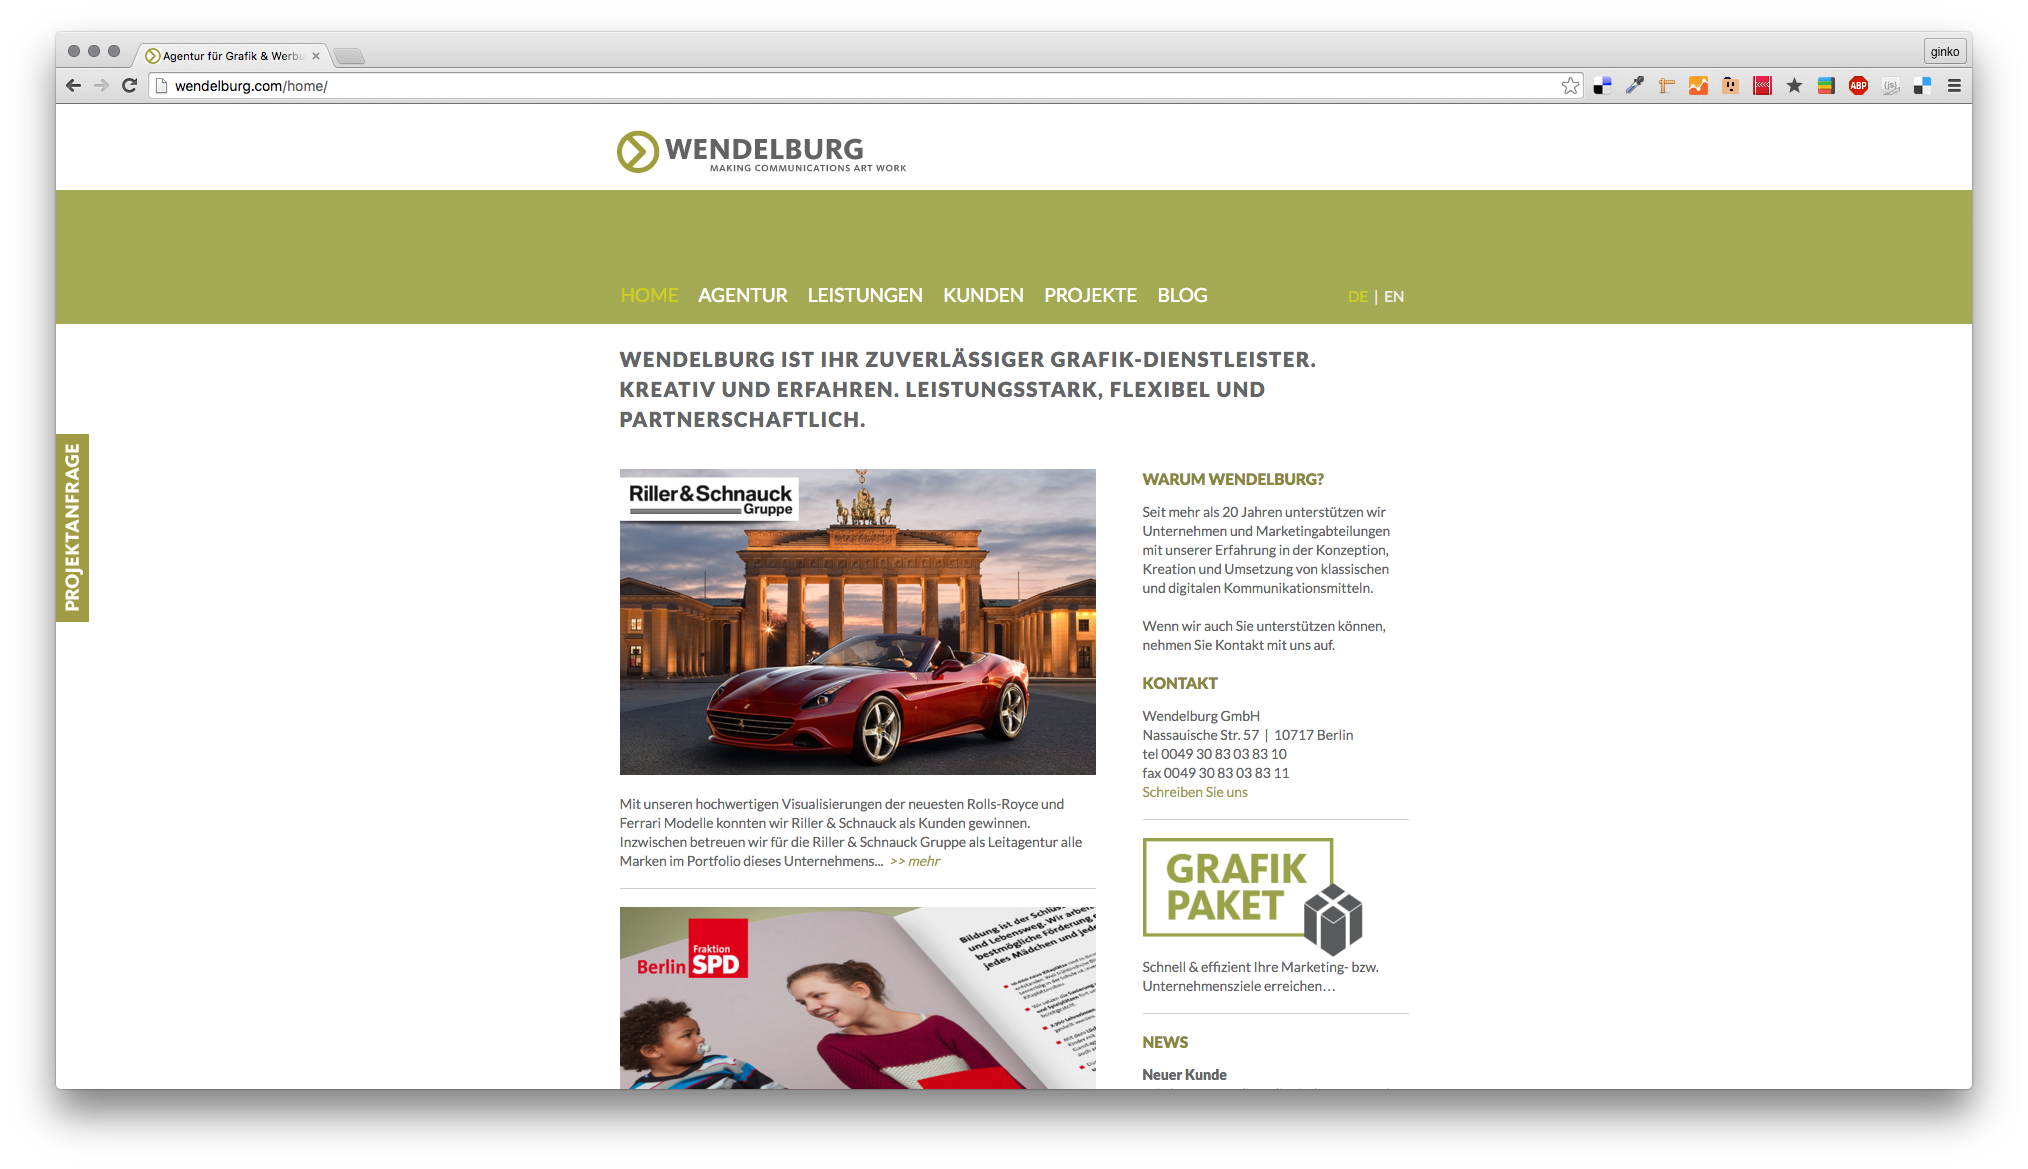 Agentur für Grafik & Werbu
ginko
wendelburg.com/home/
ABP
{js}
WENDELBURG
MAKING COMMUNICATIONS ART WORK
HOME AGENTUR LEISTUNGEN KUNDEN PROJEKTE BLOG DE | EN
WENDELBURG IST IHR ZUVERLÄSSIGER GRAFIK-DIENSTLEISTER.
KREATIV UND ERFAHREN. LEISTUNGSSTARK, FLEXIBEL UND
PARTNERSCHAFTLICH.
PROJEKTANFRAGE
Riller & Schnauck
Gruppe
Mit unseren hochwertigen Visualisierungen der neuesten Rolls-Royce und
Ferrari Modelle konnten wir Riller & Schnauck als Kunden gewinnen.
Inzwischen betreuen wir für die Riller & Schnauck Gruppe als Leitagentur alle
Marken im Portfolio dieses Unternehmens... >> mehr
Fraktion
Berlin SPD
Bildung ist der Schlüs
und Lebensweg. Wir arbei
bestmögliche Förderung
jedes Mädchen und jede
WARUM WENDELBURG?
Seit mehr als 20 Jahren unterstützen wir
Unternehmen und Marketingabteilungen
mit unserer Erfahrung in der Konzeption,
Kreation und Umsetzung von klassischen
und digitalen Kommunikationsmitteln.
Wenn wir auch Sie unterstützen können,
nehmen Sie Kontakt mit uns auf.
KONTAKT
Wendelburg GmbH
Nassauische Str. 57 | 10717 Berlin
tel 0049 30 83 03 83 10
fax 0049 30 83 03 83 11
Schreiben Sie uns
GRAFIK
PAKET
Schnell & effizient Ihre Marketing- bzw.
Unternehmensziele erreichen…
NEWS
Neuer Kunde